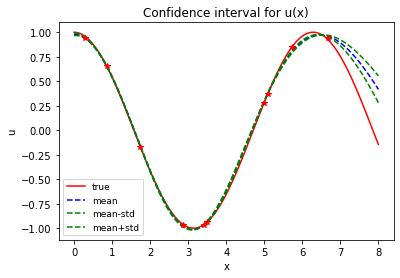 Confidence interval for u(x)
1.00
0.75
0.50
0.25
0.00
−0.25
−0.50
−0.75
−1.00
u
true
mean
mean-std
mean+std
0 1 2 3 4 5 6 7 8
x